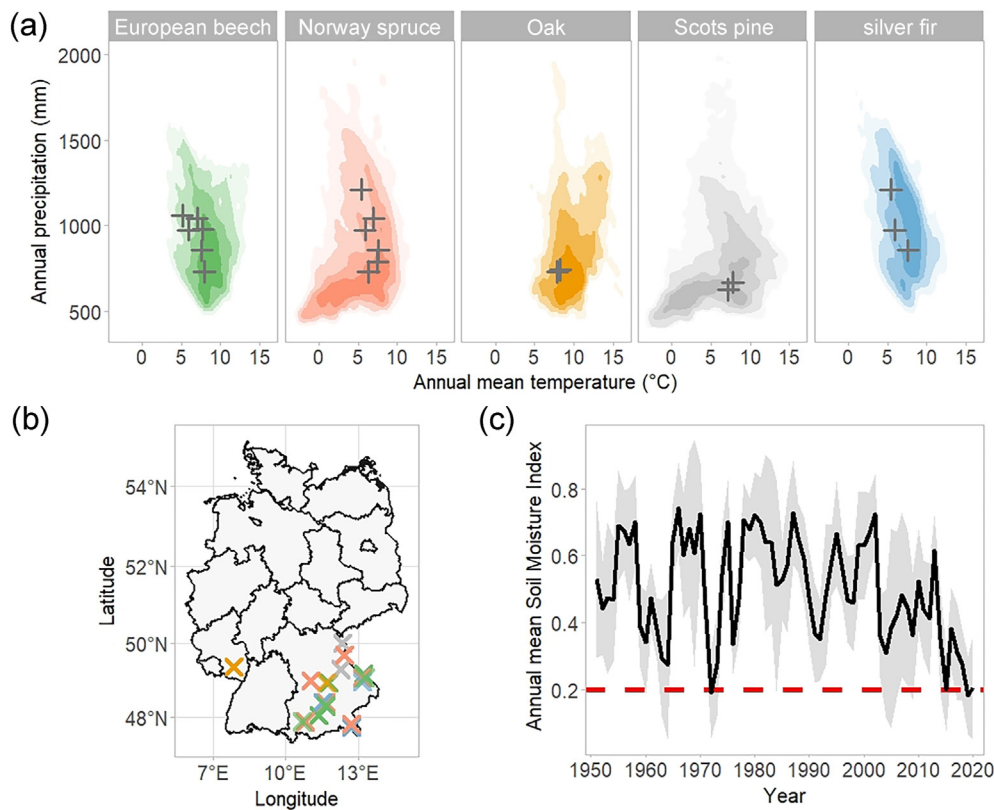 (a)
European beech Norway spruce Oak Scots pine silver fir
Annual precipitation (mm)
2000
1500
1000
500
0 5 10 15 0 5 10 15 0 5 10 15 0 5 10 15 0 5 10 15
Annual mean temperature (°C)
(b)
Latitude
54°N
52°N
50°N
48°N
7°E 10°E 13°E
Longitude
(c)
Annual mean Soil Moisture Index
0.8
0.6
0.4
0.2
1950 1960 1970 1980 1990 2000 2010 2020
Year